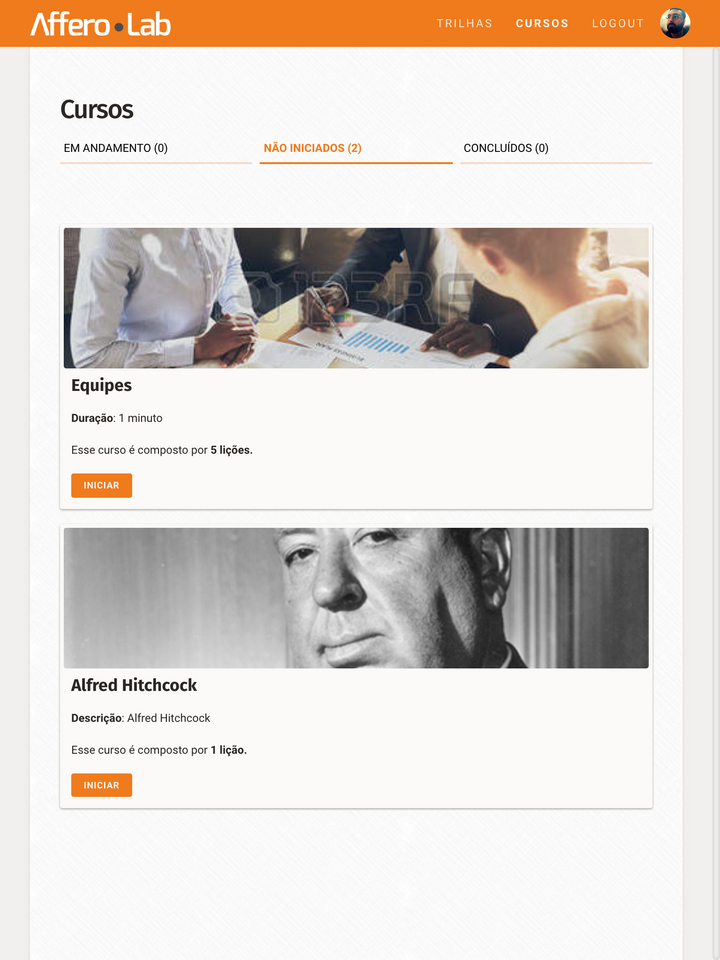 Affero Lab
TRILHAS CURSOS LOGOUT
Cursos
EM ANDAMENTO (0) NÃO INICIADOS (2) CONCLUÍDOS (0)
123RF
Equipes
Duração: 1 minuto
Esse curso é composto por 5 lições.
INICIAR
Alfred Hitchcock
Descrição: Alfred Hitchcock
Esse curso é composto por 1 lição.
INICIAR